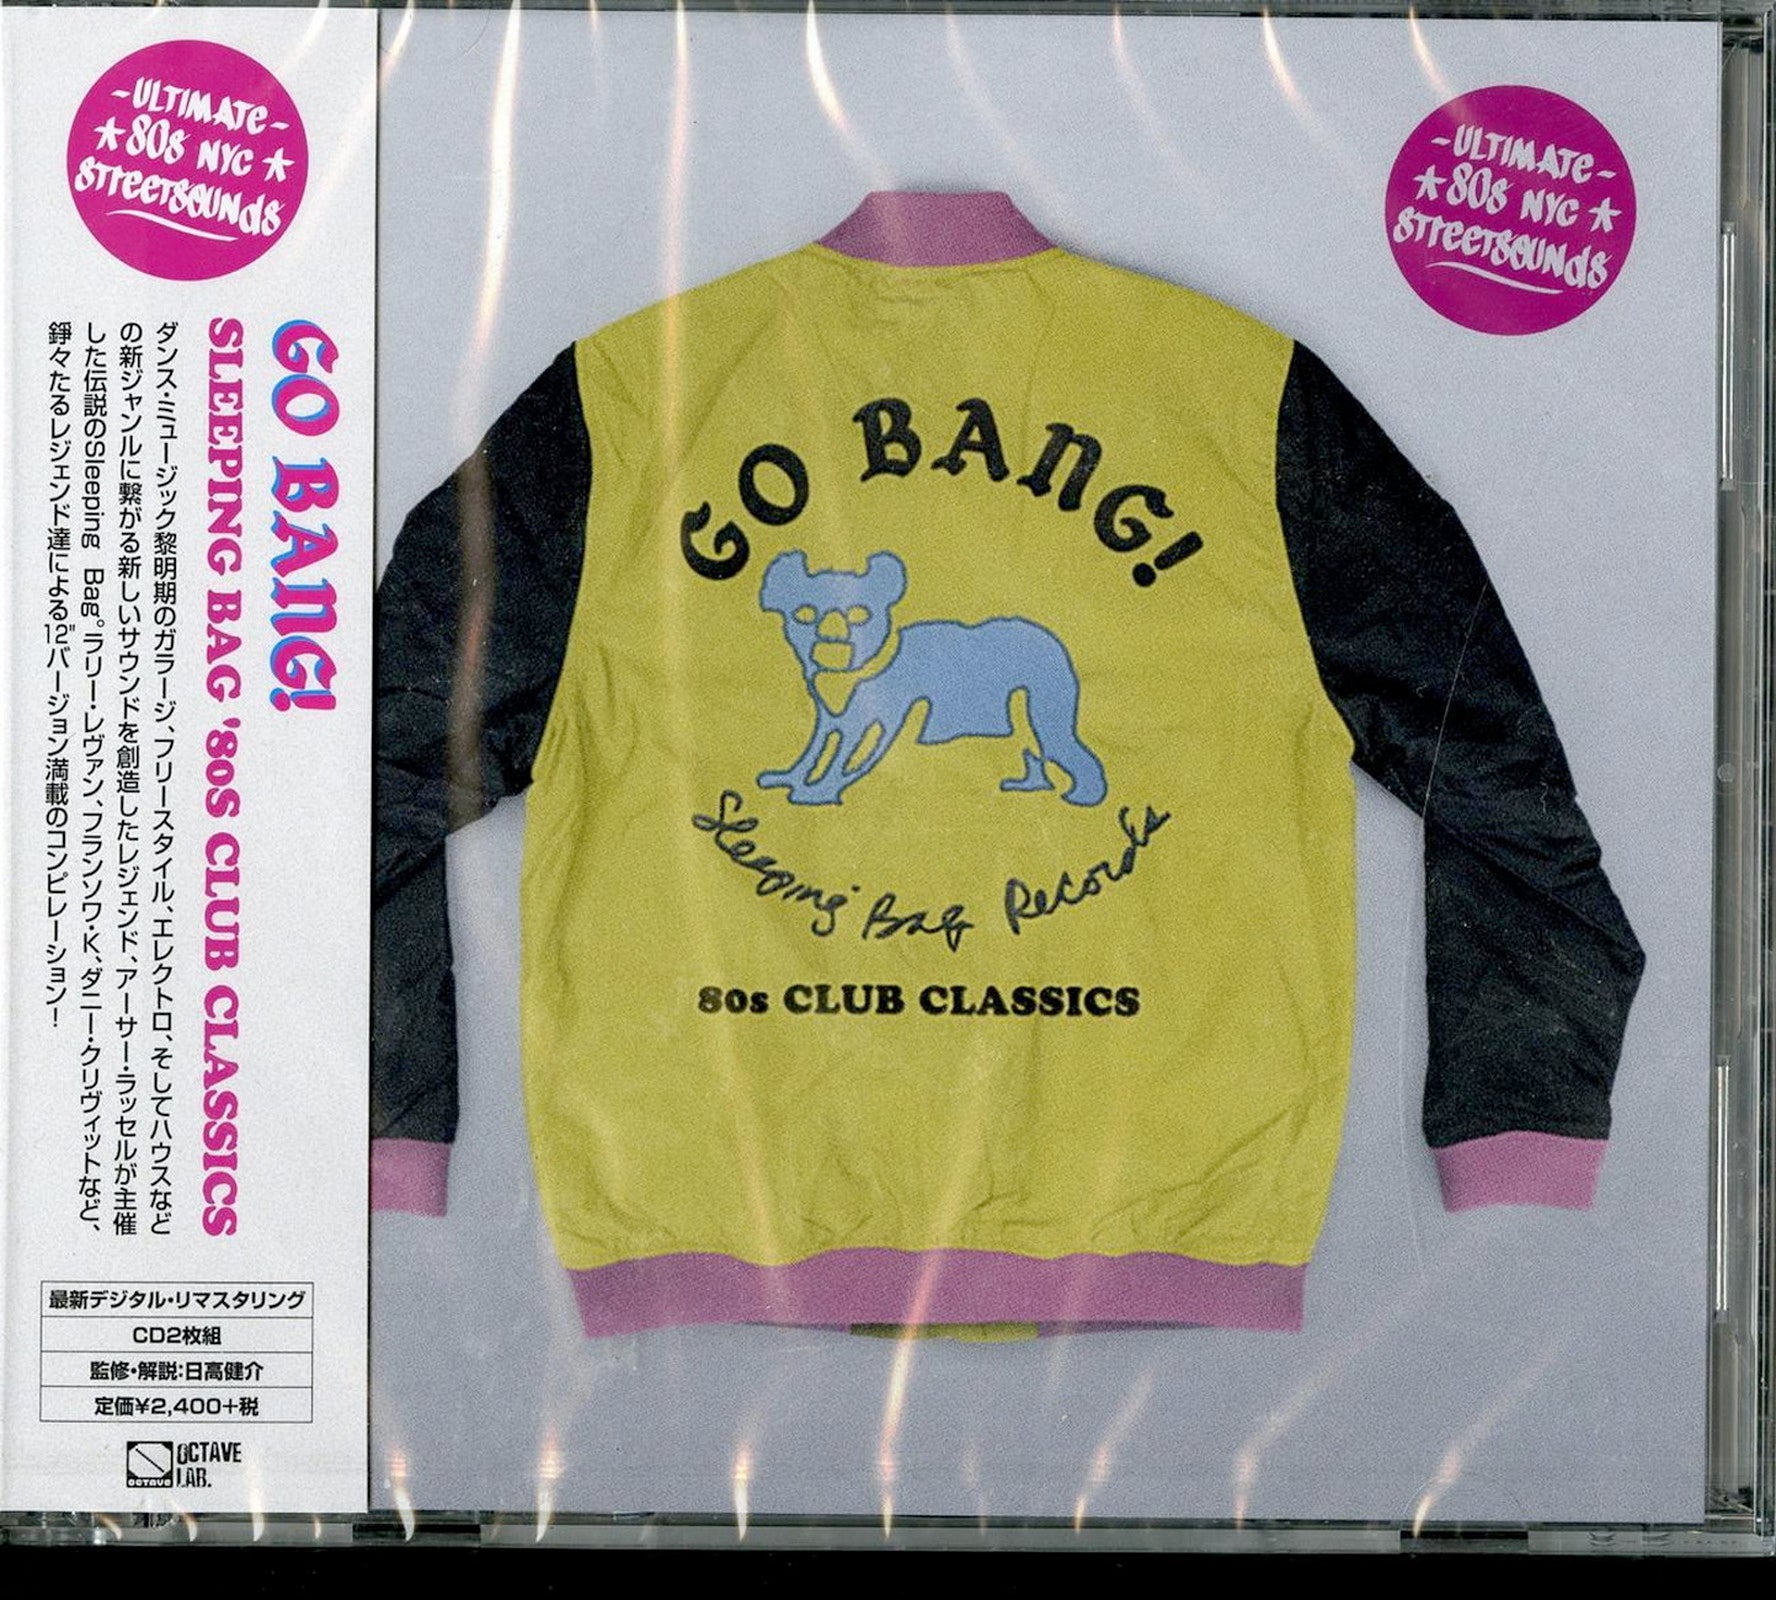 -ULTIMATE-
★80s NYC★
STREETSOUNDS
GO BANG!
SLEEPING BAG '80S CLUB CLASSICS
ダンス・ミュージック黎明期のガラージ、フリースタイル、エレクトロ、そしてハウスなど
の新ジャンルに繋がる新しいサウンドを創造したレジェンド、アーサー・ラッセルが主催
した伝説のSleeping Bag。ラリー・レヴァン、フランソワ・K、ダニー・クリヴィットなど、
錚々たるレジェンド達による12"バージョン満載のコンピレーション！
最新デジタル・リマスタリング
CD2枚組
監修・解説:日高健介
定価¥2,400+税
OCTAVE
OCTAVE
LAB.
-ULTIMATE-
★80s NYC★
STREETSOUNDS
GO BANG!
Sleeping Bag Records
80s CLUB CLASSICS